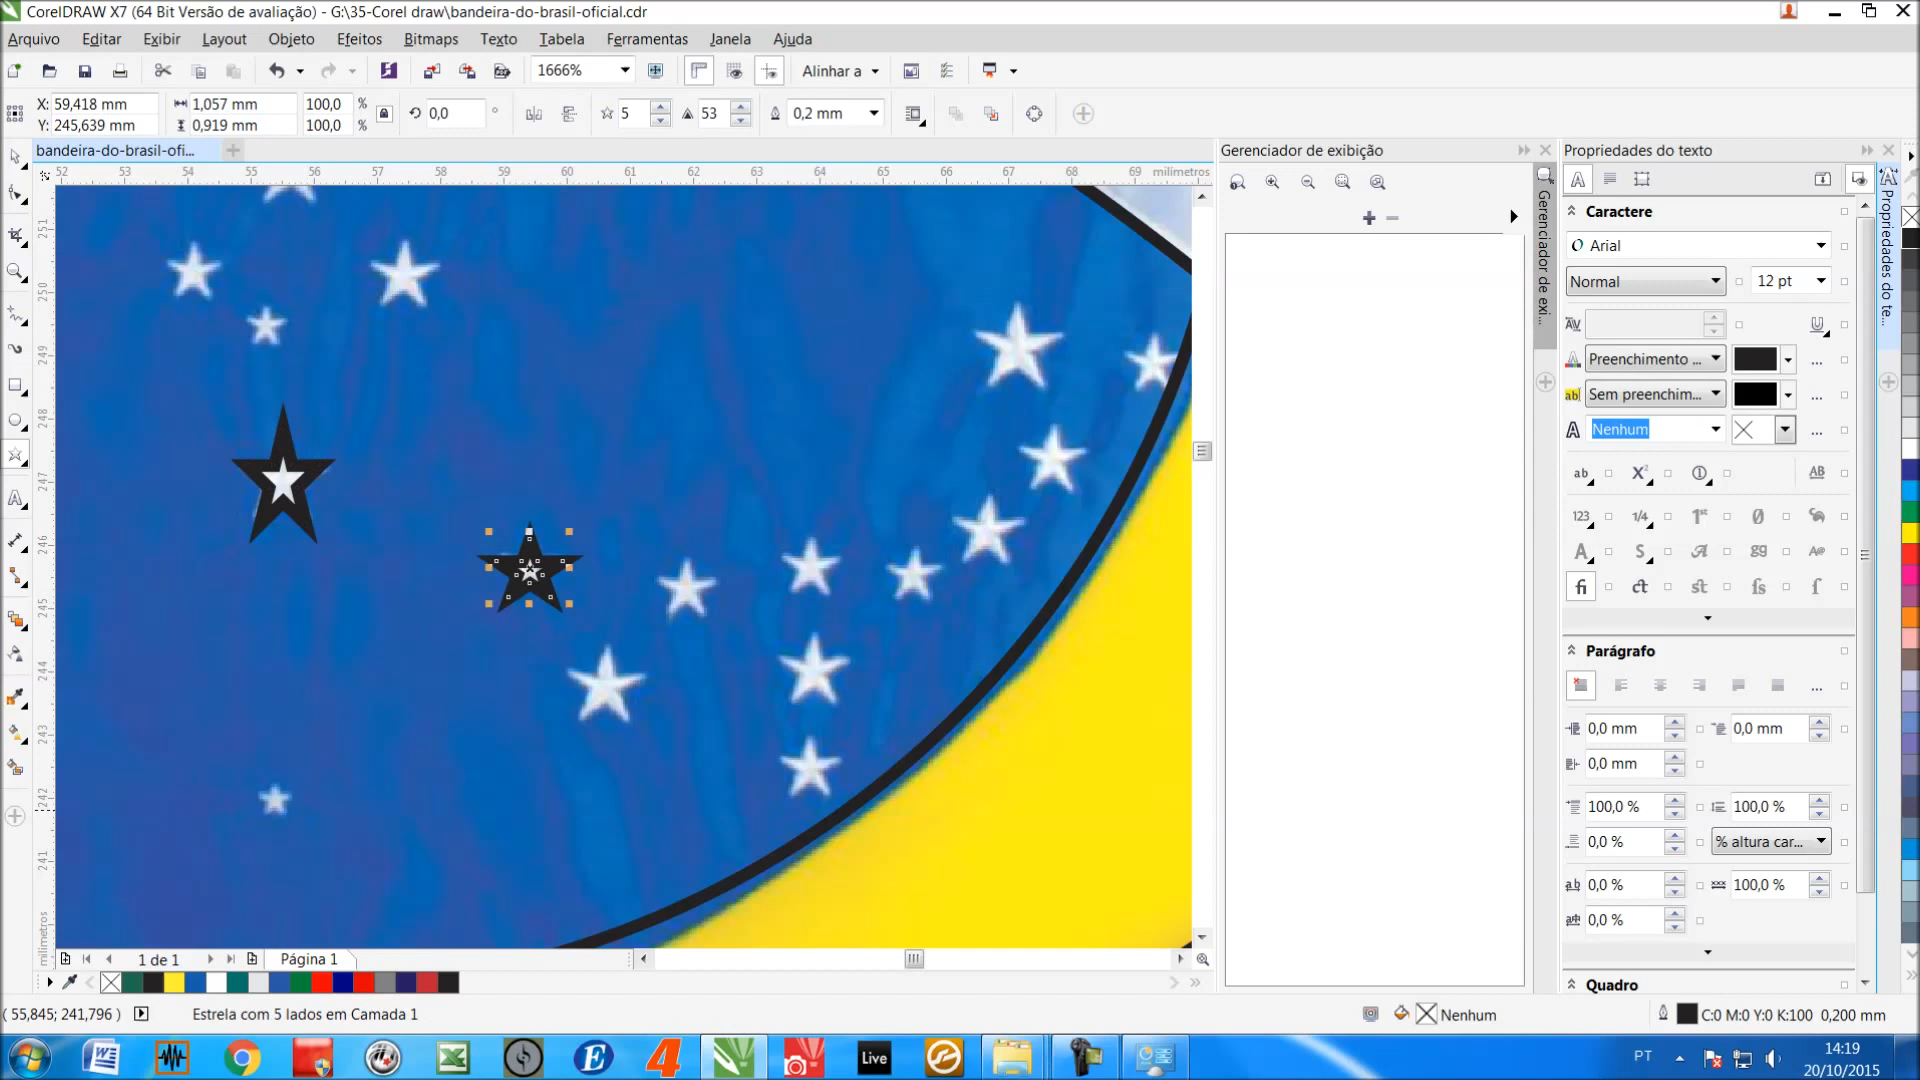 CorelDRAW X7 (64 Bit Versão de avaliação) - G:\35-Corel draw\bandeira-do-brasil-oficial.cdr
Arquivo Editar Exibir Layout Objeto Efeitos Bitmaps Texto Tabela Ferramentas Janela Ajuda
1666% Alinhar a
X: 59,418 mm 1,057 mm 100,0 % 0,0 ° 5 53 0,2 mm
Y: 245,639 mm 0,919 mm 100,0 %
bandeira-do-brasil-ofi... Gerenciador de exibição Propriedades do texto
52 53 54 55 56 57 58 59 60 61 62 63 64 65 66 67 68 69 milímetros
251
250
249
248
247
246
245
244
243
242
241
milímetros
Gerenciador de exi...
Propriedades do te...
Caractere
Arial
Normal 12 pt
Preenchimento ... ...
Sem preenchim... ...
Nenhum ...
ab X² AB
123 1/4 1st
fi ct st
Parágrafo
...
0,0 mm 0,0 mm
0,0 mm
100,0 % 100,0 %
0,0 % % altura car...
0,0 % 100,0 %
0,0 %
Quadro
1 de 1 Página 1
( 55,845; 241,796 ) Estrela com 5 lados em Camada 1 Nenhum C:0 M:0 Y:0 K:100 0,200 mm
Live
PT 14:19
20/10/2015